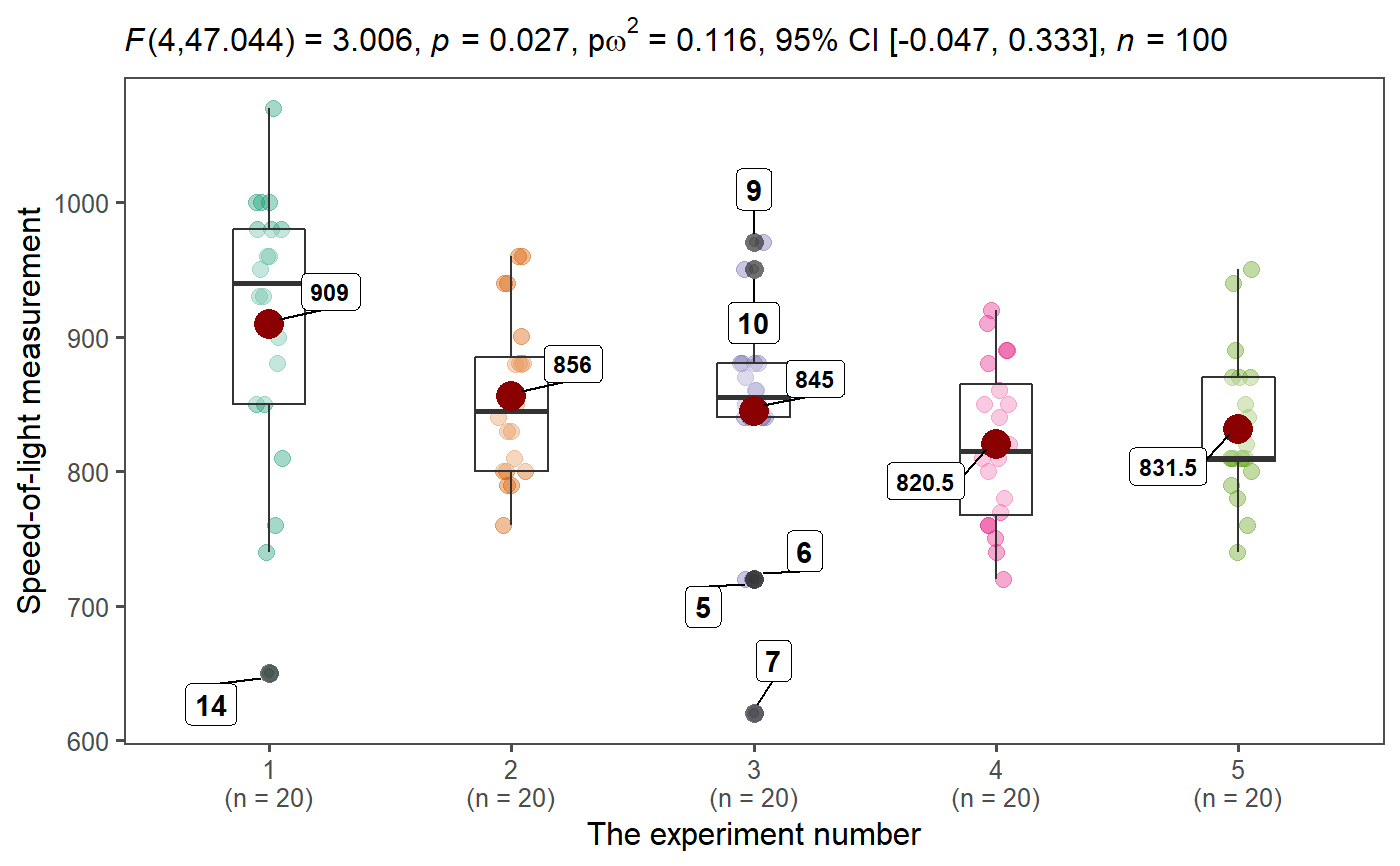 F(4,47.044) = 3.006, p = 0.027, pω² = 0.116, 95% CI [-0.047, 0.333], n = 100
Speed-of-light measurement
1000
900
800
700
600
909
14
856
9
10
845
6
5
7
820.5
831.5
1
(n = 20)
2
(n = 20)
3
(n = 20)
4
(n = 20)
5
(n = 20)
The experiment number